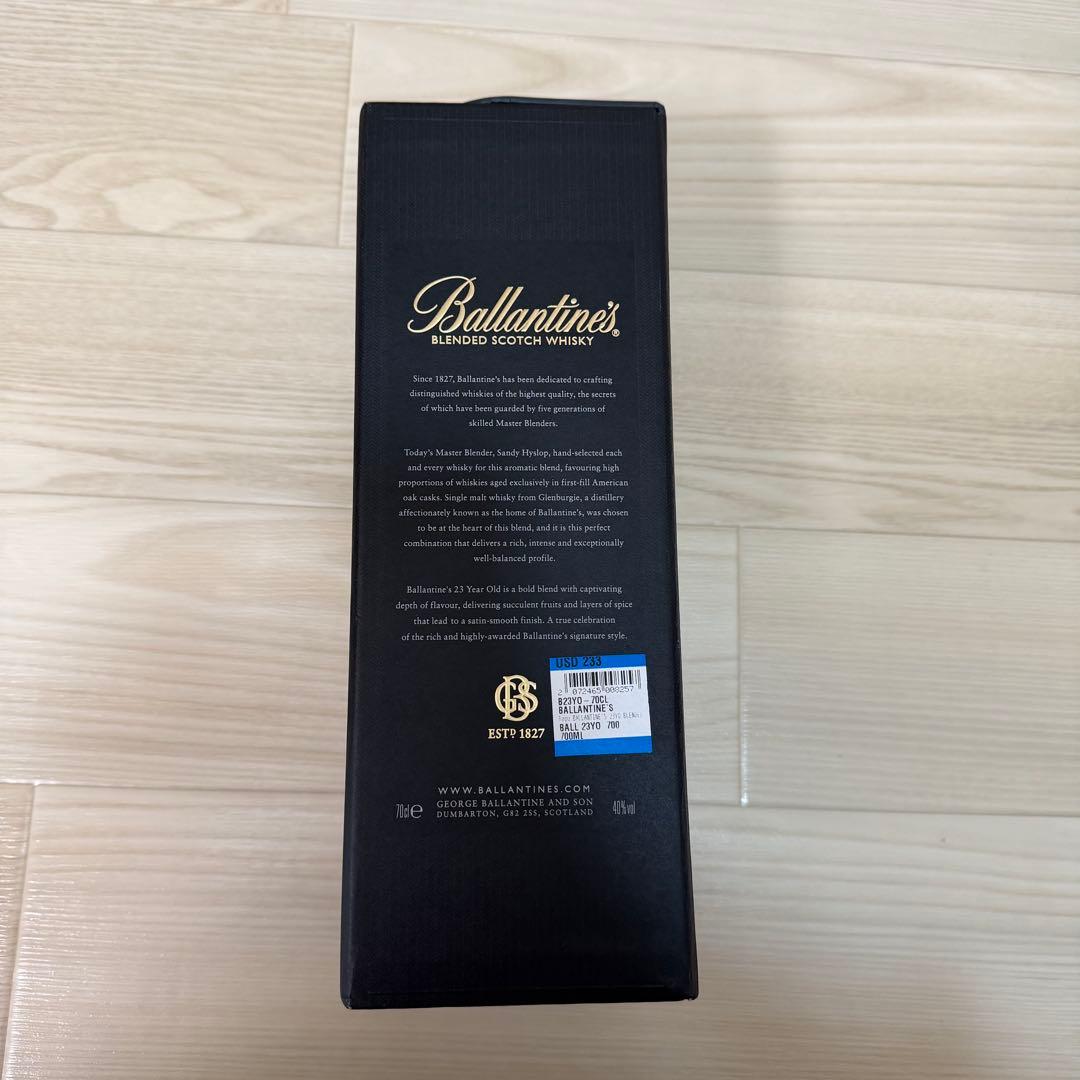 Ballantine's®
BLENDED SCOTCH WHISKY
Since 1827, Ballantine's has been dedicated to crafting
distinguished whiskies of the highest quality, the secrets
of which have been guarded by five generations of
skilled Master Blenders.
Today's Master Blender, Sandy Hyslop, hand-selected each
and every whisky for this aromatic blend, favouring high
proportions of whiskies aged exclusively in first-fill American
oak casks. Single malt whisky from Glenburgie, a distillery
affectionately known as the home of Ballantine's, was chosen
to be at the heart of this blend, and it is this perfect
combination that delivers a rich, intense and exceptionally
well-balanced profile.
Ballantine's 23 Year Old is a bold blend with captivating
depth of flavour, delivering succulent fruits and layers of spice
that lead to a satin-smooth finish. A true celebration
of the rich and highly-awarded Ballantine's signature style.
USD 233
2 072465 008257
B23YO-70CL
BALLANTINE'S
BALLANTINE'S 23YO BLENDE
BALL 23YO 700
700ML
GBS
ESTD 1827
WWW.BALLANTINES.COM
70cl e GEORGE BALLANTINE AND SON 40%vol
DUMBARTON, G82 2SS, SCOTLAND